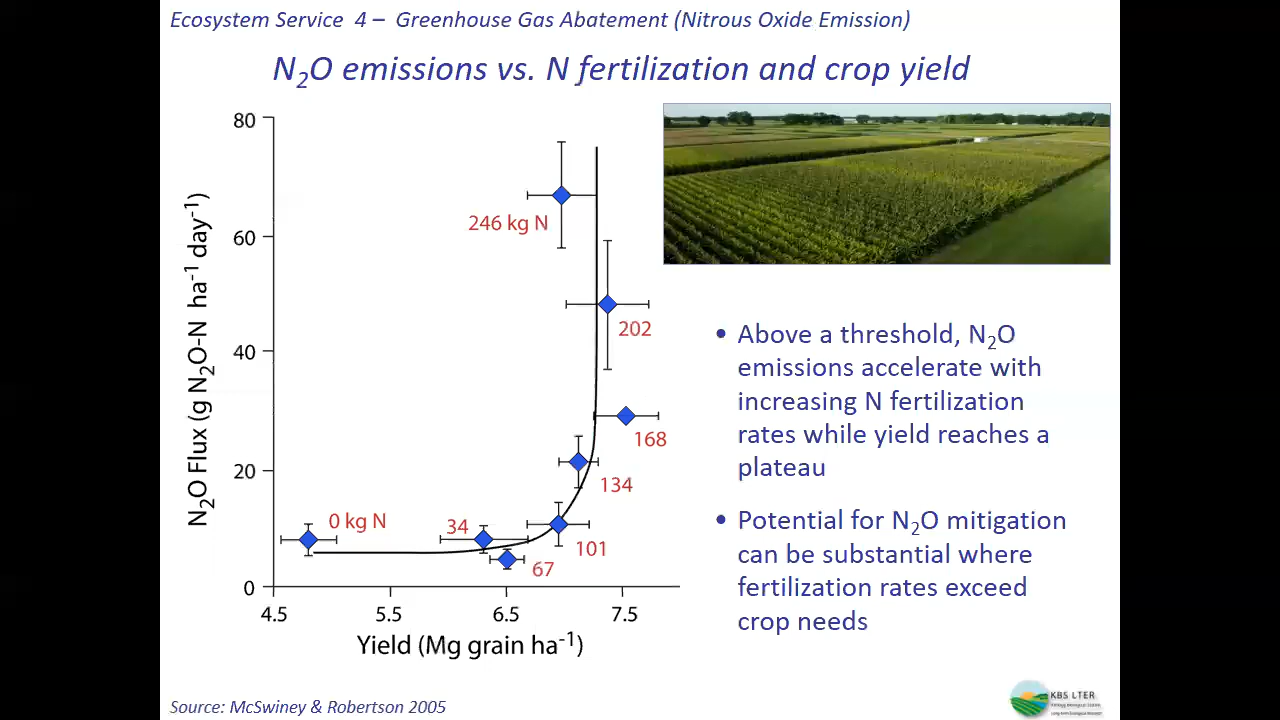 Ecosystem Service 4 – Greenhouse Gas Abatement (Nitrous Oxide Emission)
N₂O emissions vs. N fertilization and crop yield
80
60
40
20
0
N₂O Flux (g N₂O-N ha⁻¹ day⁻¹)
246 kg N
202
168
134
0 kg N
34
101
67
4.5
5.5
6.5
7.5
Yield (Mg grain ha⁻¹)
• Above a threshold, N₂O
emissions accelerate with
increasing N fertilization
rates while yield reaches a
plateau
• Potential for N₂O mitigation
can be substantial where
fertilization rates exceed
crop needs
Source: McSwiney & Robertson 2005
KBS LTER